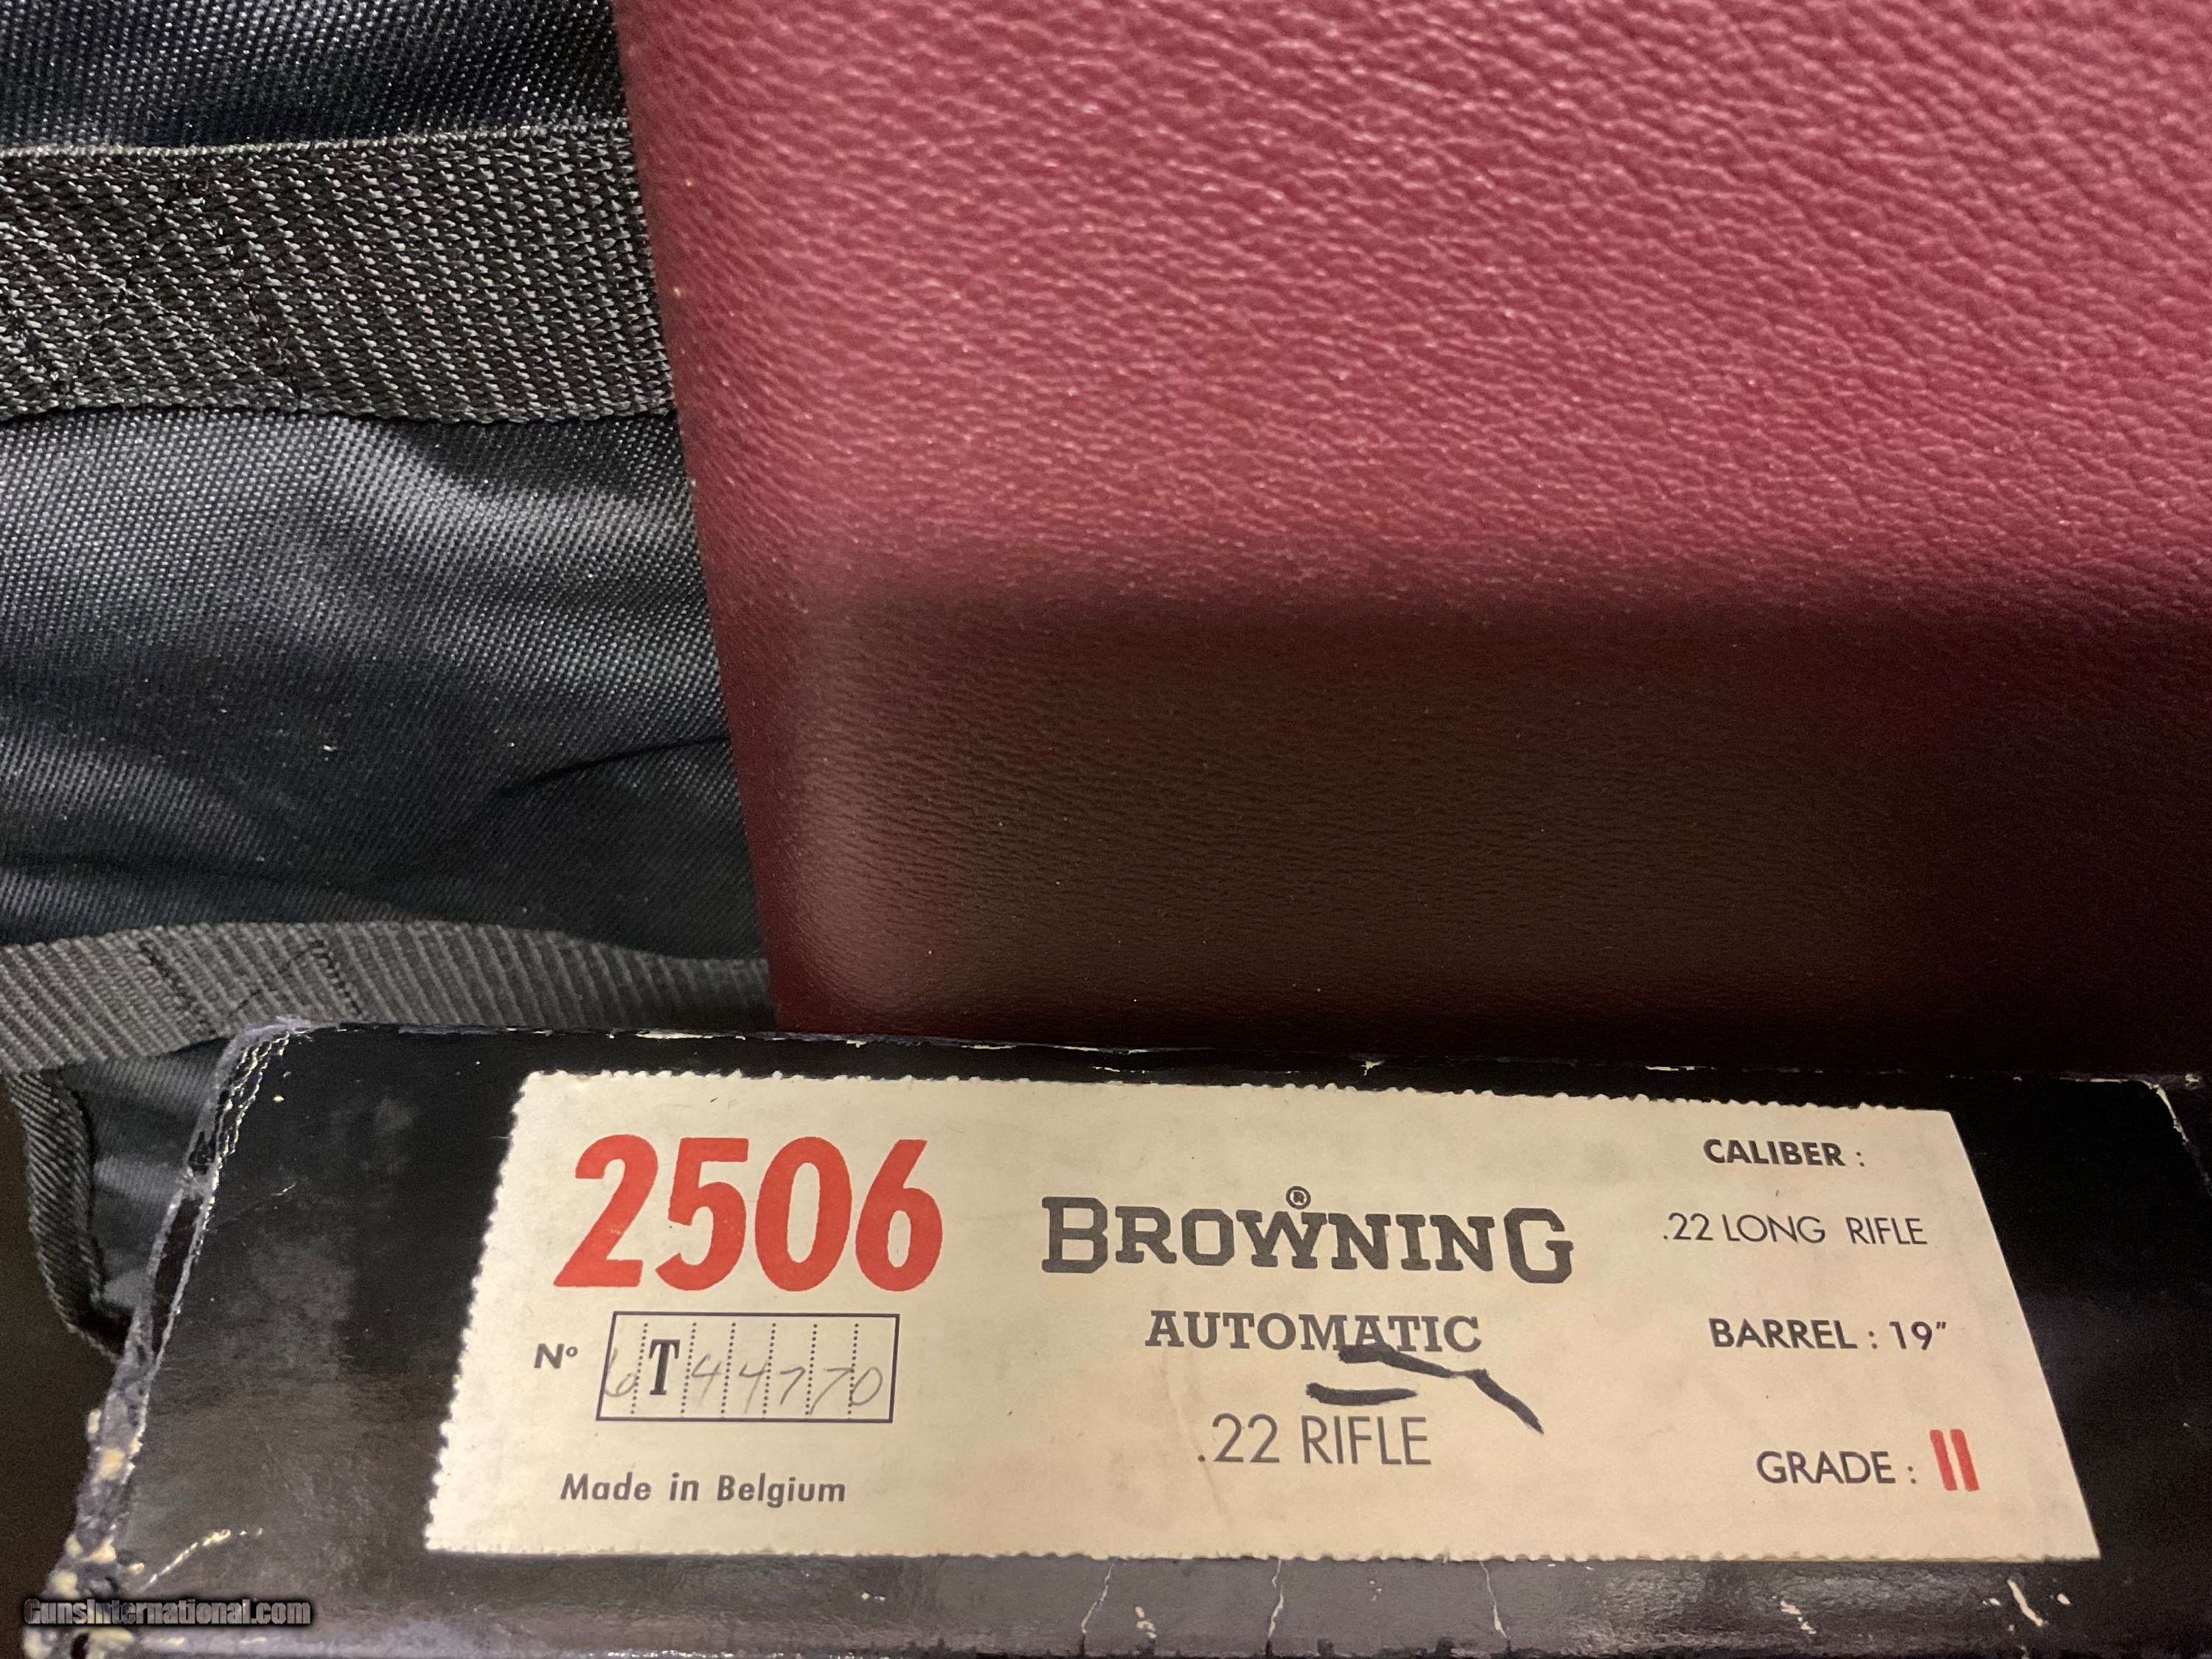 2506
BROWNING®
AUTOMATIC
.22 RIFLE
Nº 6T44770
Made in Belgium
CALIBER :
.22 LONG RIFLE
BARREL : 19"
GRADE : II
GunsInternational.com